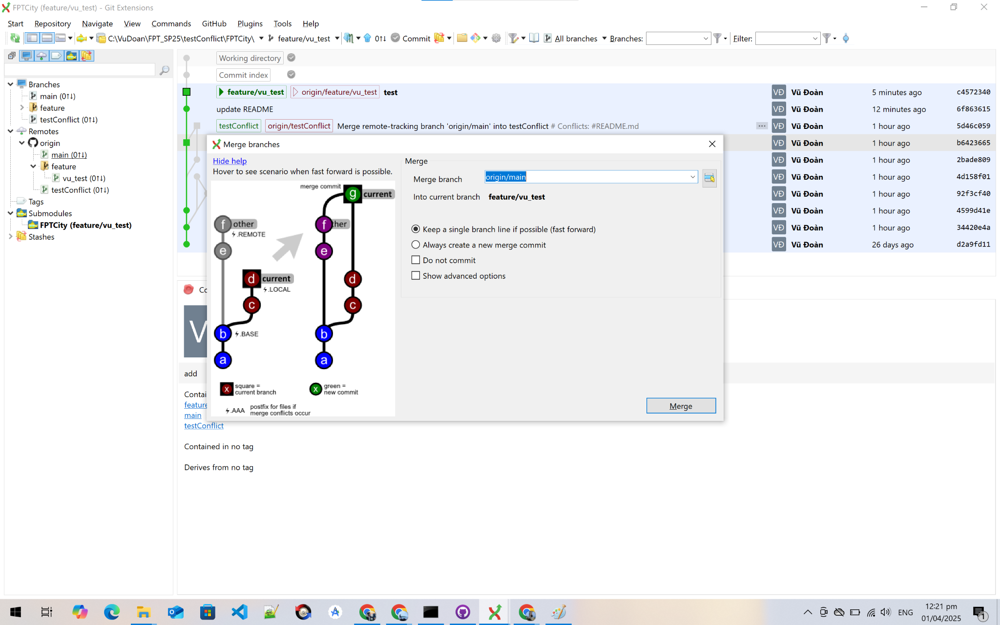 FPTCity (feature/vu_test) - Git Extensions
Start Repository Navigate View Commands GitHub Plugins Tools Help
C:\VuDoan\FPT_SP25\testConflict\FPTCity\ feature/vu_test 0↑↓ Commit All branches Branches: Filter:
Branches
main (0↑↓)
feature
testConflict (0↑↓)
Remotes
origin
main (0↑↓)
feature
vu_test (0↑↓)
testConflict (0↑↓)
Tags
Submodules
FPTCity (feature/vu_test)
Stashes
Working directory
Commit index
feature/vu_test origin/feature/vu_test test VĐ Vũ Đoàn 5 minutes ago c4572340
update README VĐ Vũ Đoàn 12 minutes ago 6f863615
testConflict origin/testConflict Merge remote-tracking branch 'origin/main' into testConflict # Conflicts: #README.md VĐ Vũ Đoàn 1 hour ago 5d46c059
VĐ Vũ Đoàn 1 hour ago b6423665
VĐ Vũ Đoàn 1 hour ago 2bade809
VĐ Vũ Đoàn 1 hour ago 4d158f01
VĐ Vũ Đoàn 1 hour ago 92f3cf40
VĐ Vũ Đoàn 1 hour ago 4599d41e
VĐ Vũ Đoàn 1 hour ago 34420e4a
VĐ Vũ Đoàn 26 days ago d2a9fd11
Merge branches
Hide help
Hover to see scenario when fast forward is possible.
merge commit g current
f other
.REMOTE
f ther
e
e
d current
.LOCAL
d
c
c
b .BASE
b
a
a
x square =
current branch
x green =
new commit
.AAA postfix for files if
merge conflicts occur
Merge
Merge branch origin/main
Into current branch feature/vu_test
Keep a single branch line if possible (fast forward)
Always create a new merge commit
Do not commit
Show advanced options
Merge
Co
V
add
Contai
feature
main
testConflict
Contained in no tag
Derives from no tag
ENG
12:21 pm
01/04/2025
1